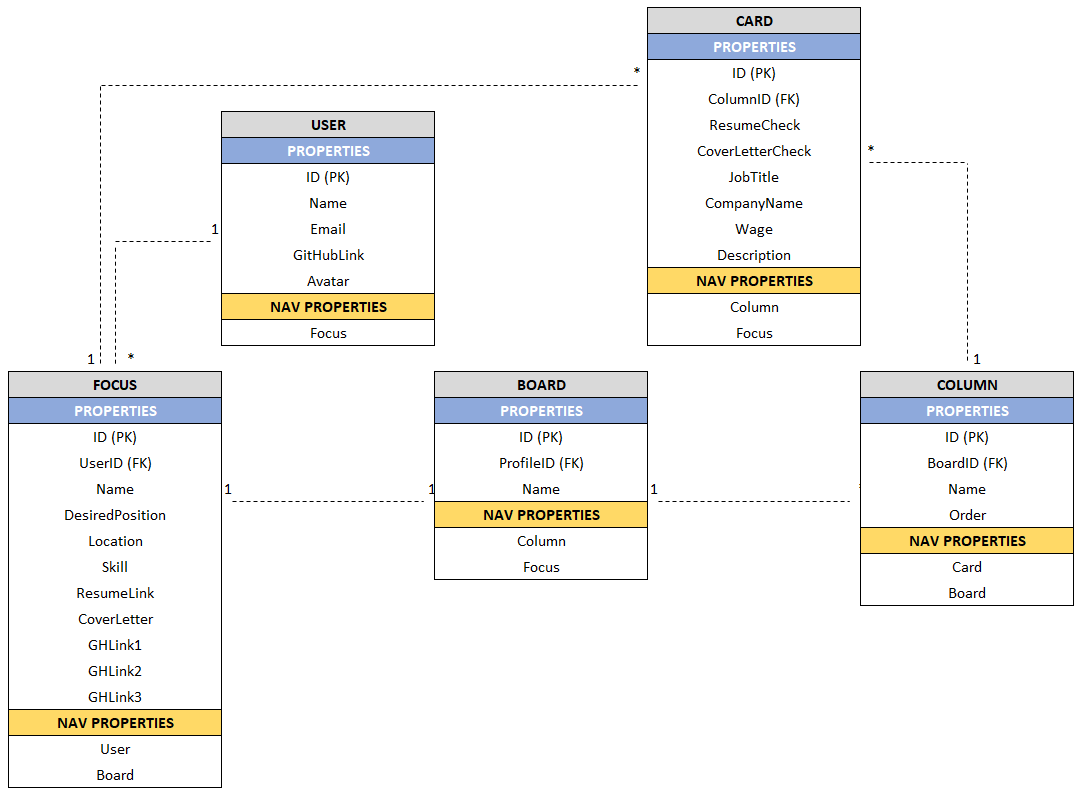 CARD
PROPERTIES
ID (PK)
ColumnID (FK)
ResumeCheck
CoverLetterCheck
JobTitle
CompanyName
Wage
Description
NAV PROPERTIES
Column
Focus
*
*
1
USER
PROPERTIES
ID (PK)
Name
Email
GitHubLink
Avatar
NAV PROPERTIES
Focus
1
1
*
FOCUS
PROPERTIES
ID (PK)
UserID (FK)
Name
DesiredPosition
Location
Skill
ResumeLink
CoverLetter
GHLink1
GHLink2
GHLink3
NAV PROPERTIES
User
Board
1
1
BOARD
PROPERTIES
ID (PK)
ProfileID (FK)
Name
NAV PROPERTIES
Column
Focus
1
COLUMN
PROPERTIES
ID (PK)
BoardID (FK)
Name
Order
NAV PROPERTIES
Card
Board